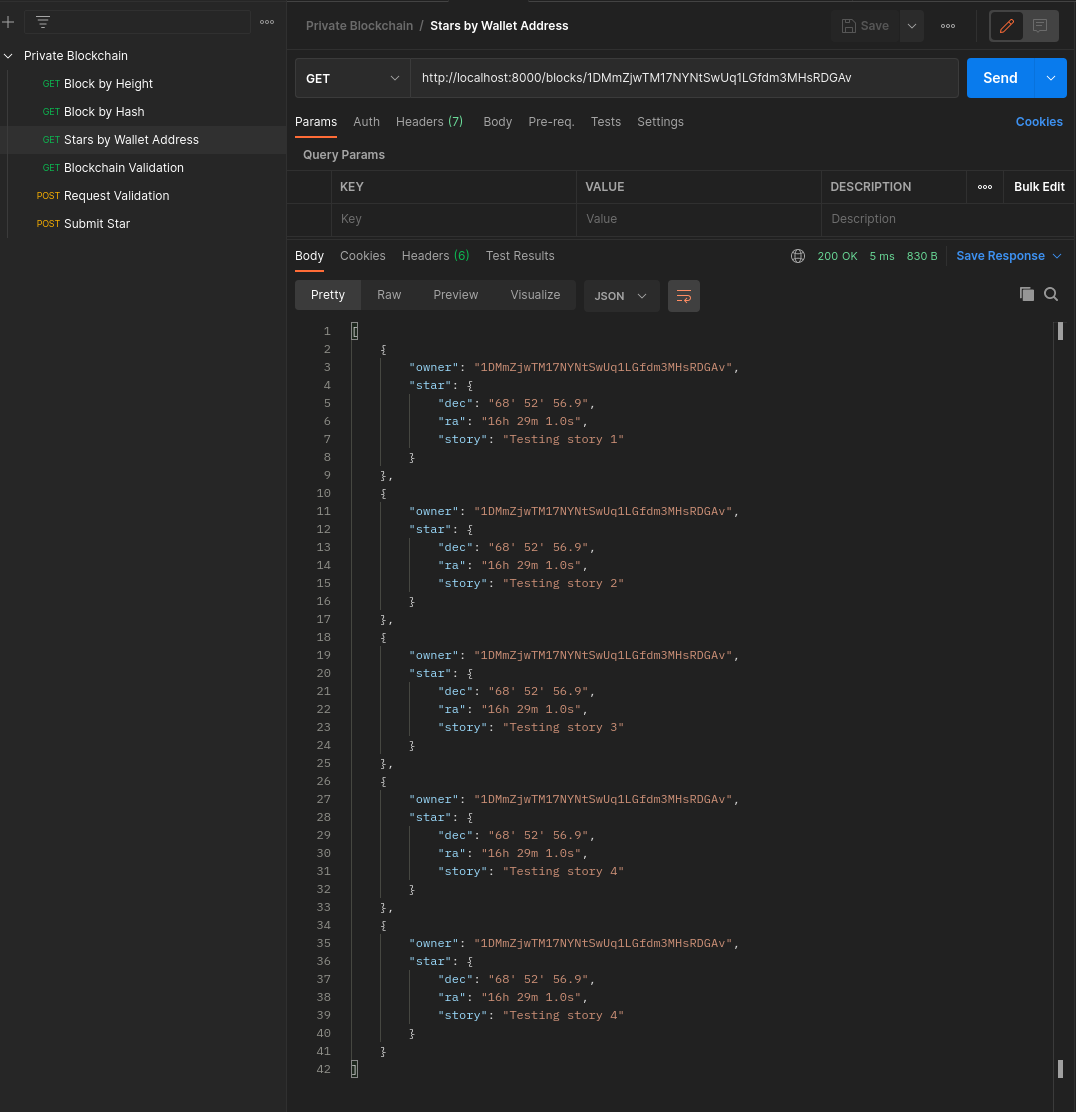 Private Blockchain / Stars by Wallet Address
Save
Private Blockchain
GET Block by Height
GET Block by Hash
GET Stars by Wallet Address
GET Blockchain Validation
POST Request Validation
POST Submit Star
GET http://localhost:8000/blocks/1DMmZjwTM17NYNtSwUq1LGfdm3MHsRDGAv Send
Params Auth Headers (7) Body Pre-req. Tests Settings Cookies
Query Params
KEY VALUE DESCRIPTION Bulk Edit
Key Value Description
Body Cookies Headers (6) Test Results 200 OK 5 ms 830 B Save Response
Pretty Raw Preview Visualize JSON
1 [
2 {
3 "owner": "1DMmZjwTM17NYNtSwUq1LGfdm3MHsRDGAv",
4 "star": {
5 "dec": "68' 52' 56.9",
6 "ra": "16h 29m 1.0s",
7 "story": "Testing story 1"
8 }
9 },
10 {
11 "owner": "1DMmZjwTM17NYNtSwUq1LGfdm3MHsRDGAv",
12 "star": {
13 "dec": "68' 52' 56.9",
14 "ra": "16h 29m 1.0s",
15 "story": "Testing story 2"
16 }
17 },
18 {
19 "owner": "1DMmZjwTM17NYNtSwUq1LGfdm3MHsRDGAv",
20 "star": {
21 "dec": "68' 52' 56.9",
22 "ra": "16h 29m 1.0s",
23 "story": "Testing story 3"
24 }
25 },
26 {
27 "owner": "1DMmZjwTM17NYNtSwUq1LGfdm3MHsRDGAv",
28 "star": {
29 "dec": "68' 52' 56.9",
30 "ra": "16h 29m 1.0s",
31 "story": "Testing story 4"
32 }
33 },
34 {
35 "owner": "1DMmZjwTM17NYNtSwUq1LGfdm3MHsRDGAv",
36 "star": {
37 "dec": "68' 52' 56.9",
38 "ra": "16h 29m 1.0s",
39 "story": "Testing story 4"
40 }
41 }
42 ]